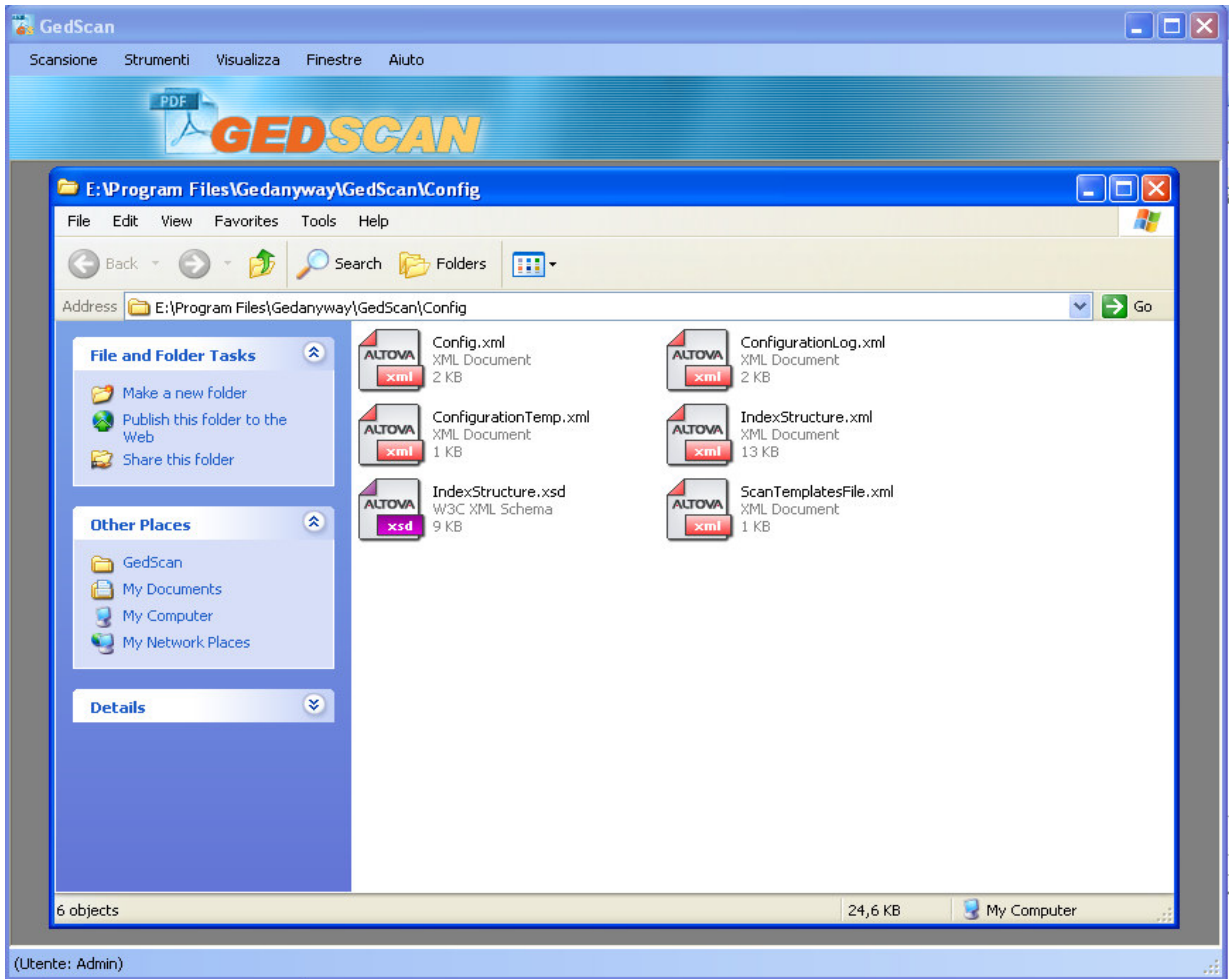 GedScan
Scansione Strumenti Visualizza Finestre Aiuto
PDF
GEDSCAN
E:\Program Files\Gedanyway\GedScan\Config
File Edit View Favorites Tools Help
Back Search Folders
Address E:\Program Files\Gedanyway\GedScan\Config Go
File and Folder Tasks
Make a new folder
Publish this folder to the
Web
Share this folder
Other Places
GedScan
My Documents
My Computer
My Network Places
Details
ALTOVA xml
Config.xml
XML Document
2 KB
ALTOVA xml
ConfigurationLog.xml
XML Document
2 KB
ALTOVA xml
ConfigurationTemp.xml
XML Document
1 KB
ALTOVA xml
IndexStructure.xml
XML Document
13 KB
ALTOVA xsd
IndexStructure.xsd
W3C XML Schema
9 KB
ALTOVA xml
ScanTemplatesFile.xml
XML Document
1 KB
6 objects 24,6 KB My Computer
(Utente: Admin)